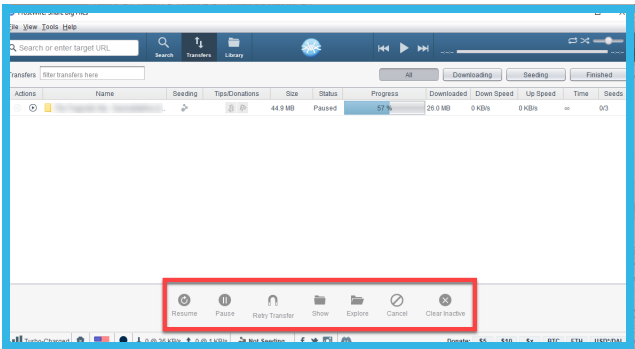 File View Tools Help
Search or enter target URL
Search Transfers Library
Transfers filter transfers here All Downloading Seeding Finished
Actions Name Seeding Tips/Donations Size Status Progress Downloaded Down Speed Up Speed Time Seeds
44.9 MB Paused 57 % 26.0 MB 0 KB/s 0 KB/s ∞ 0/3
Resume Pause Retry Transfer Show Explore Cancel Clear Inactive
Turbo-Charged Not Seeding Donate: $5 $10 BTC ETH